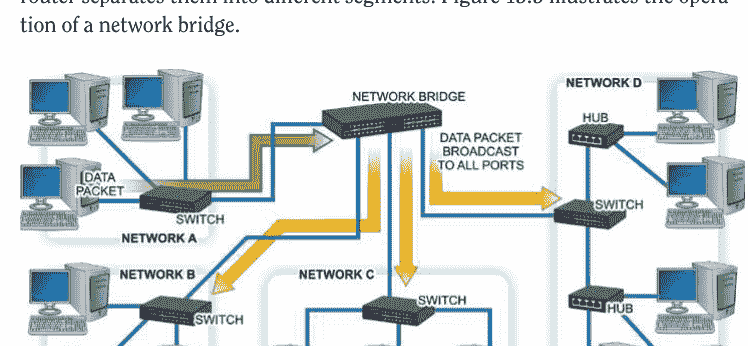 router separates them into different segments. Figure 13.3 illustrates the opera-
tion of a network bridge.
NETWORK BRIDGE
NETWORK D
HUB
DATA PACKET
BROADCAST
TO ALL PORTS
DATA
PACKET
SWITCH
SWITCH
NETWORK A
NETWORK B
NETWORK C
SWITCH
SWITCH
HUB